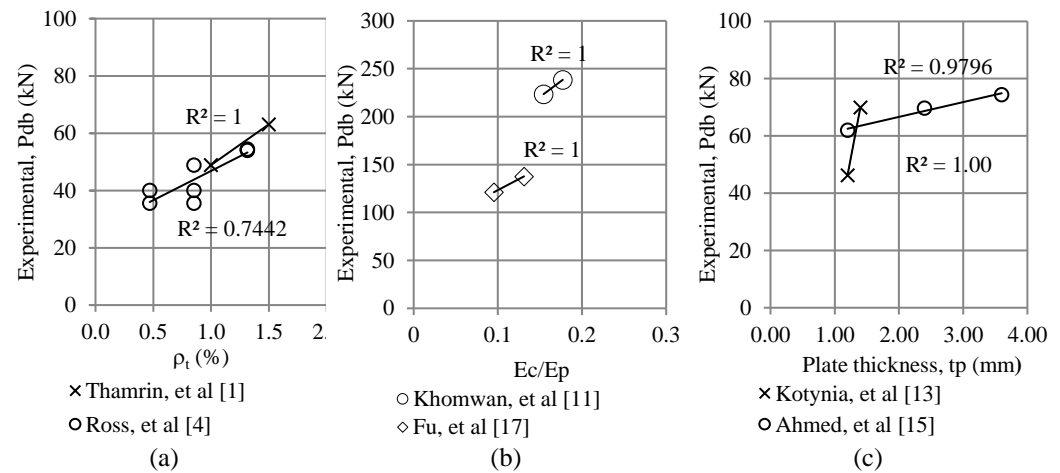 100
80
60
40
20
0
0.0 0.5 1.0 1.5 2.
Experimental, Pdb (kN)
R² = 1
R² = 0.7442
ρt (%)
× Thamrin, et al [1]
Ross, et al [4]
(a)
300
250
200
150
100
50
0
0 0.1 0.2 0.3
Experimental, Pdb (kN)
R² = 1
R² = 1
Ec/Ep
Khomwan, et al [11]
Fu, et al [17]
(b)
100
80
60
40
20
0
0.00 1.00 2.00 3.00 4.00
Experimental, Pdb (kN)
R² = 0.9796
R² = 1.00
Plate thickness, tp (mm)
× Kotynia, et al [13]
Ahmed, et al [15]
(c)